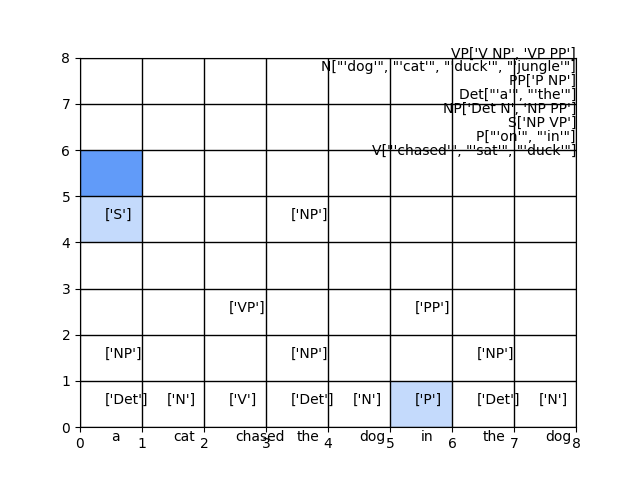 8
VP['V NP', 'VP PP']
N["'dog'", "'cat'", "'duck'", "'jungle'"]
PP['P NP']
Det["'a'", "'the'"]
7
NP['Det N', 'NP PP']
S['NP VP']
P["'on'", "'in'"]
6
V["'chased'", "'sat'", "'duck'"]
5
['S'] ['NP']
4
3
['VP'] ['PP']
2
['NP'] ['NP'] ['NP']
1
['Det'] ['N'] ['V'] ['Det'] ['N'] ['P'] ['Det'] ['N']
0
a cat chased the dog in the dog
0 1 2 3 4 5 6 7 8